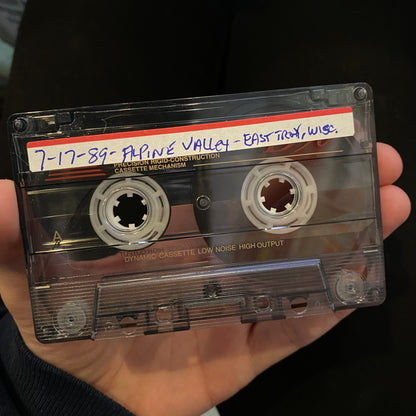 7-17-89- ALPINE VALLEY - EAST TROY, WISC.
PRECISION RIGID-CONSTRUCTION
CASSETTE MECHANISM
A
DYNAMIC CASSETTE LOW NOISE HIGH OUTPUT